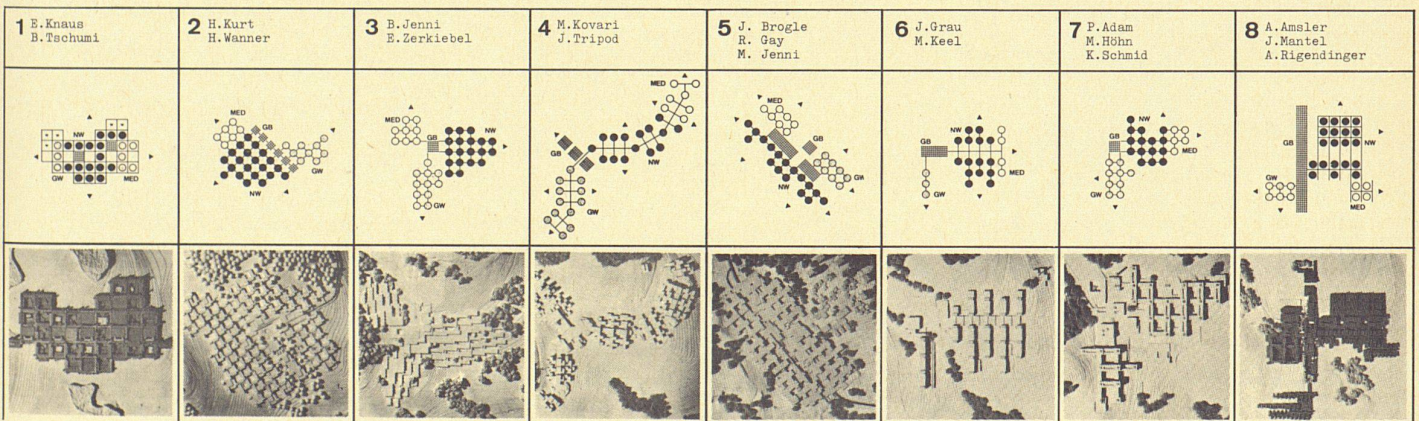 1 E.Knaus
B.Tschumi
2 H.Kurt
H.Wanner
3 B.Jenni
E.Zerkiebel
4 M.Kovari
J.Tripod
5 J. Brogle
R. Gay
M. Jenni
6 J.Grau
M.Keel
7 P.Adam
M.Höhn
K.Schmid
8 A.Amsler
J.Mantel
A.Rigendinger
NW
GW
MED
MED
GB
GW
NW
MED
GB
NW
GW
MED
GB
NW
GW
MED
GB
GW
NW
NW
GB
MED
GW
NW
GB
MED
GW
GB
NW
GW
MED